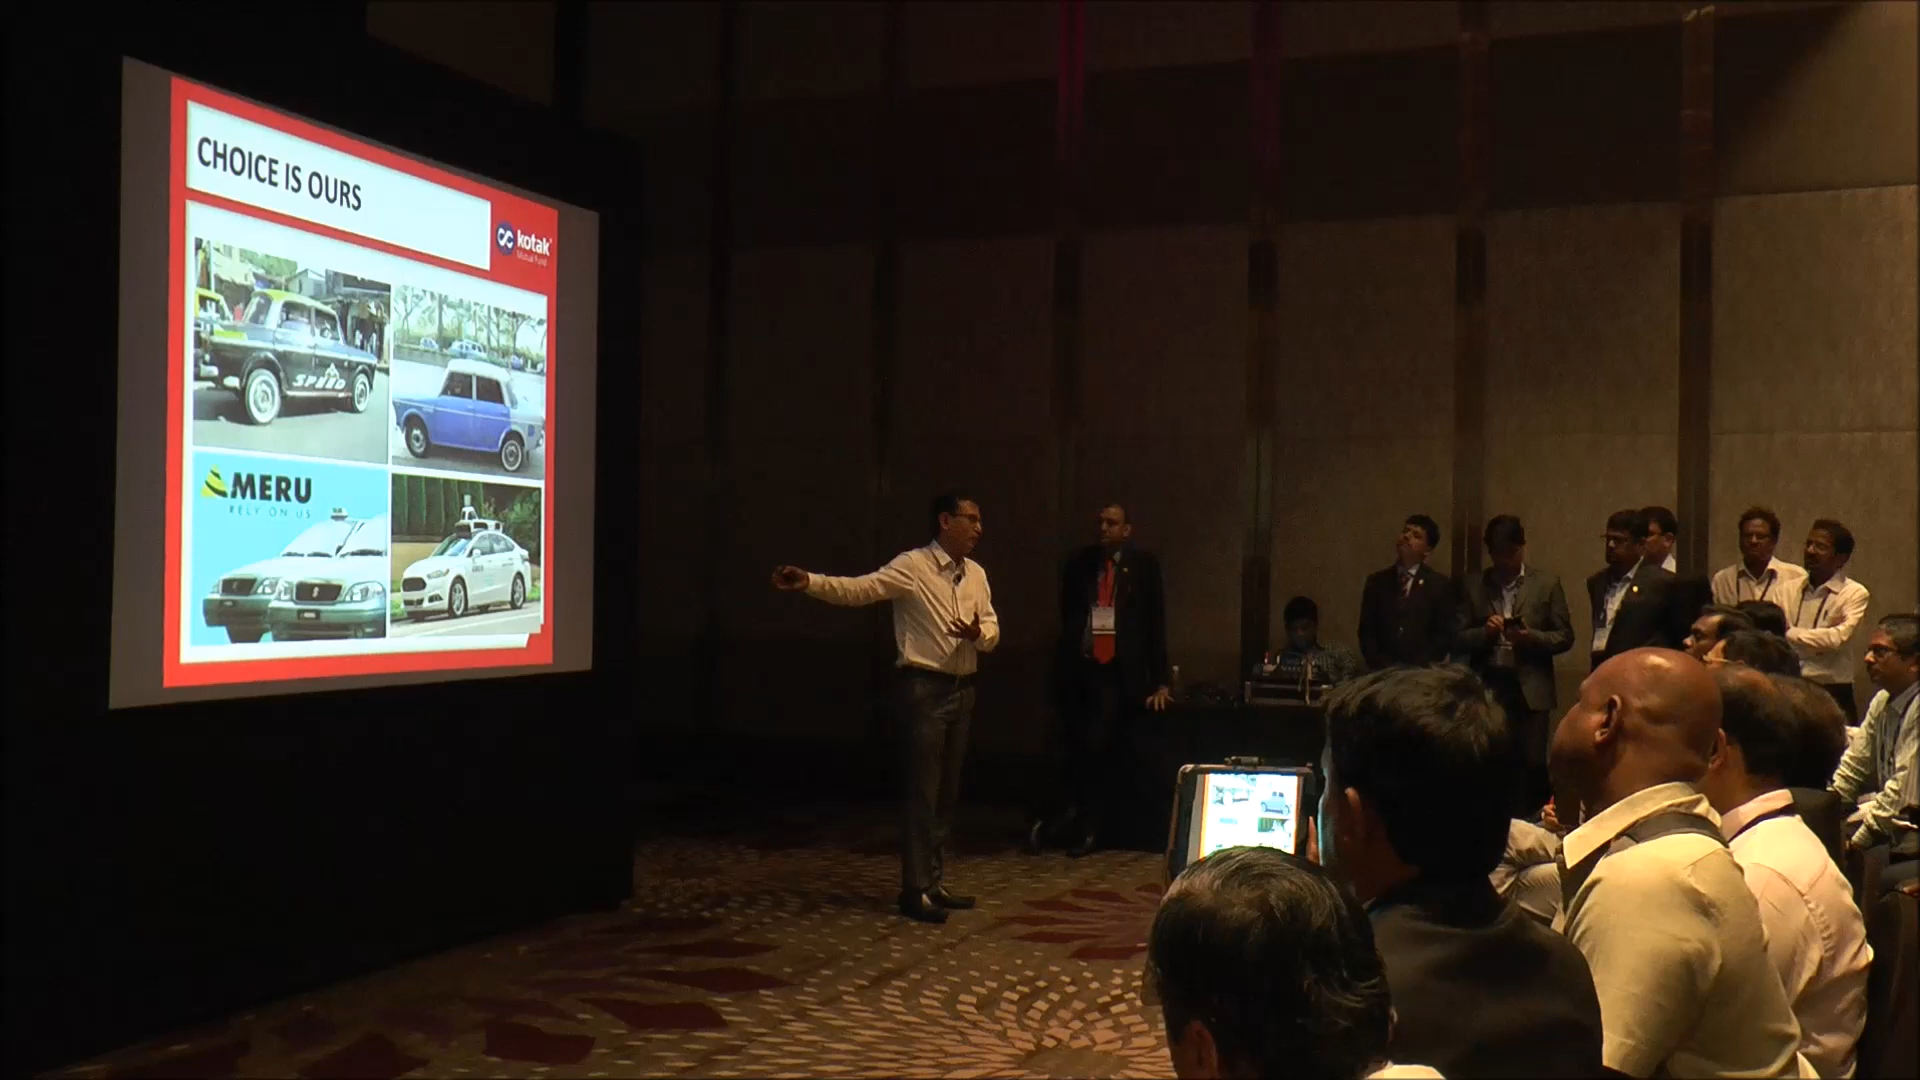 CHOICE IS OURS
kotak
Mutual Fund
SPEED
MERU
RELY ON US